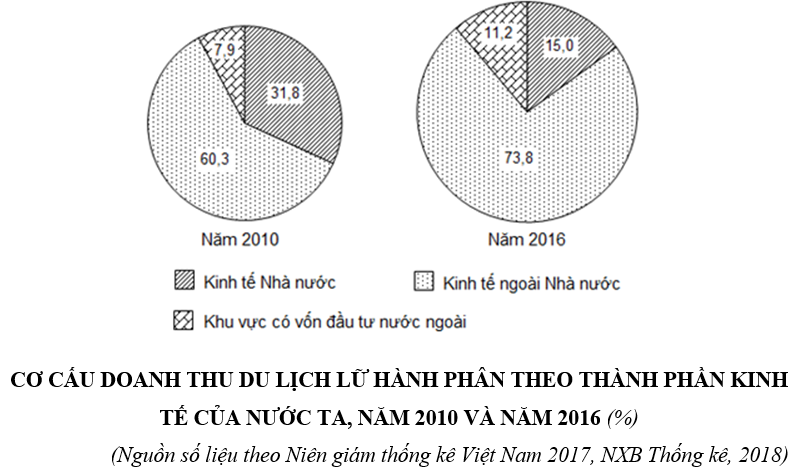 7,9
31,8
60,3
11,2
15,0
73,8
Năm 2010
Năm 2016
Kinh tế Nhà nước
Kinh tế ngoài Nhà nước
Khu vực có vốn đầu tư nước ngoài
CƠ CẤU DOANH THU DU LỊCH LỮ HÀNH PHÂN THEO THÀNH PHẦN KINH
TẾ CỦA NƯỚC TA, NĂM 2010 VÀ NĂM 2016 (%)
(Nguồn số liệu theo Niên giám thống kê Việt Nam 2017, NXB Thống kê, 2018)